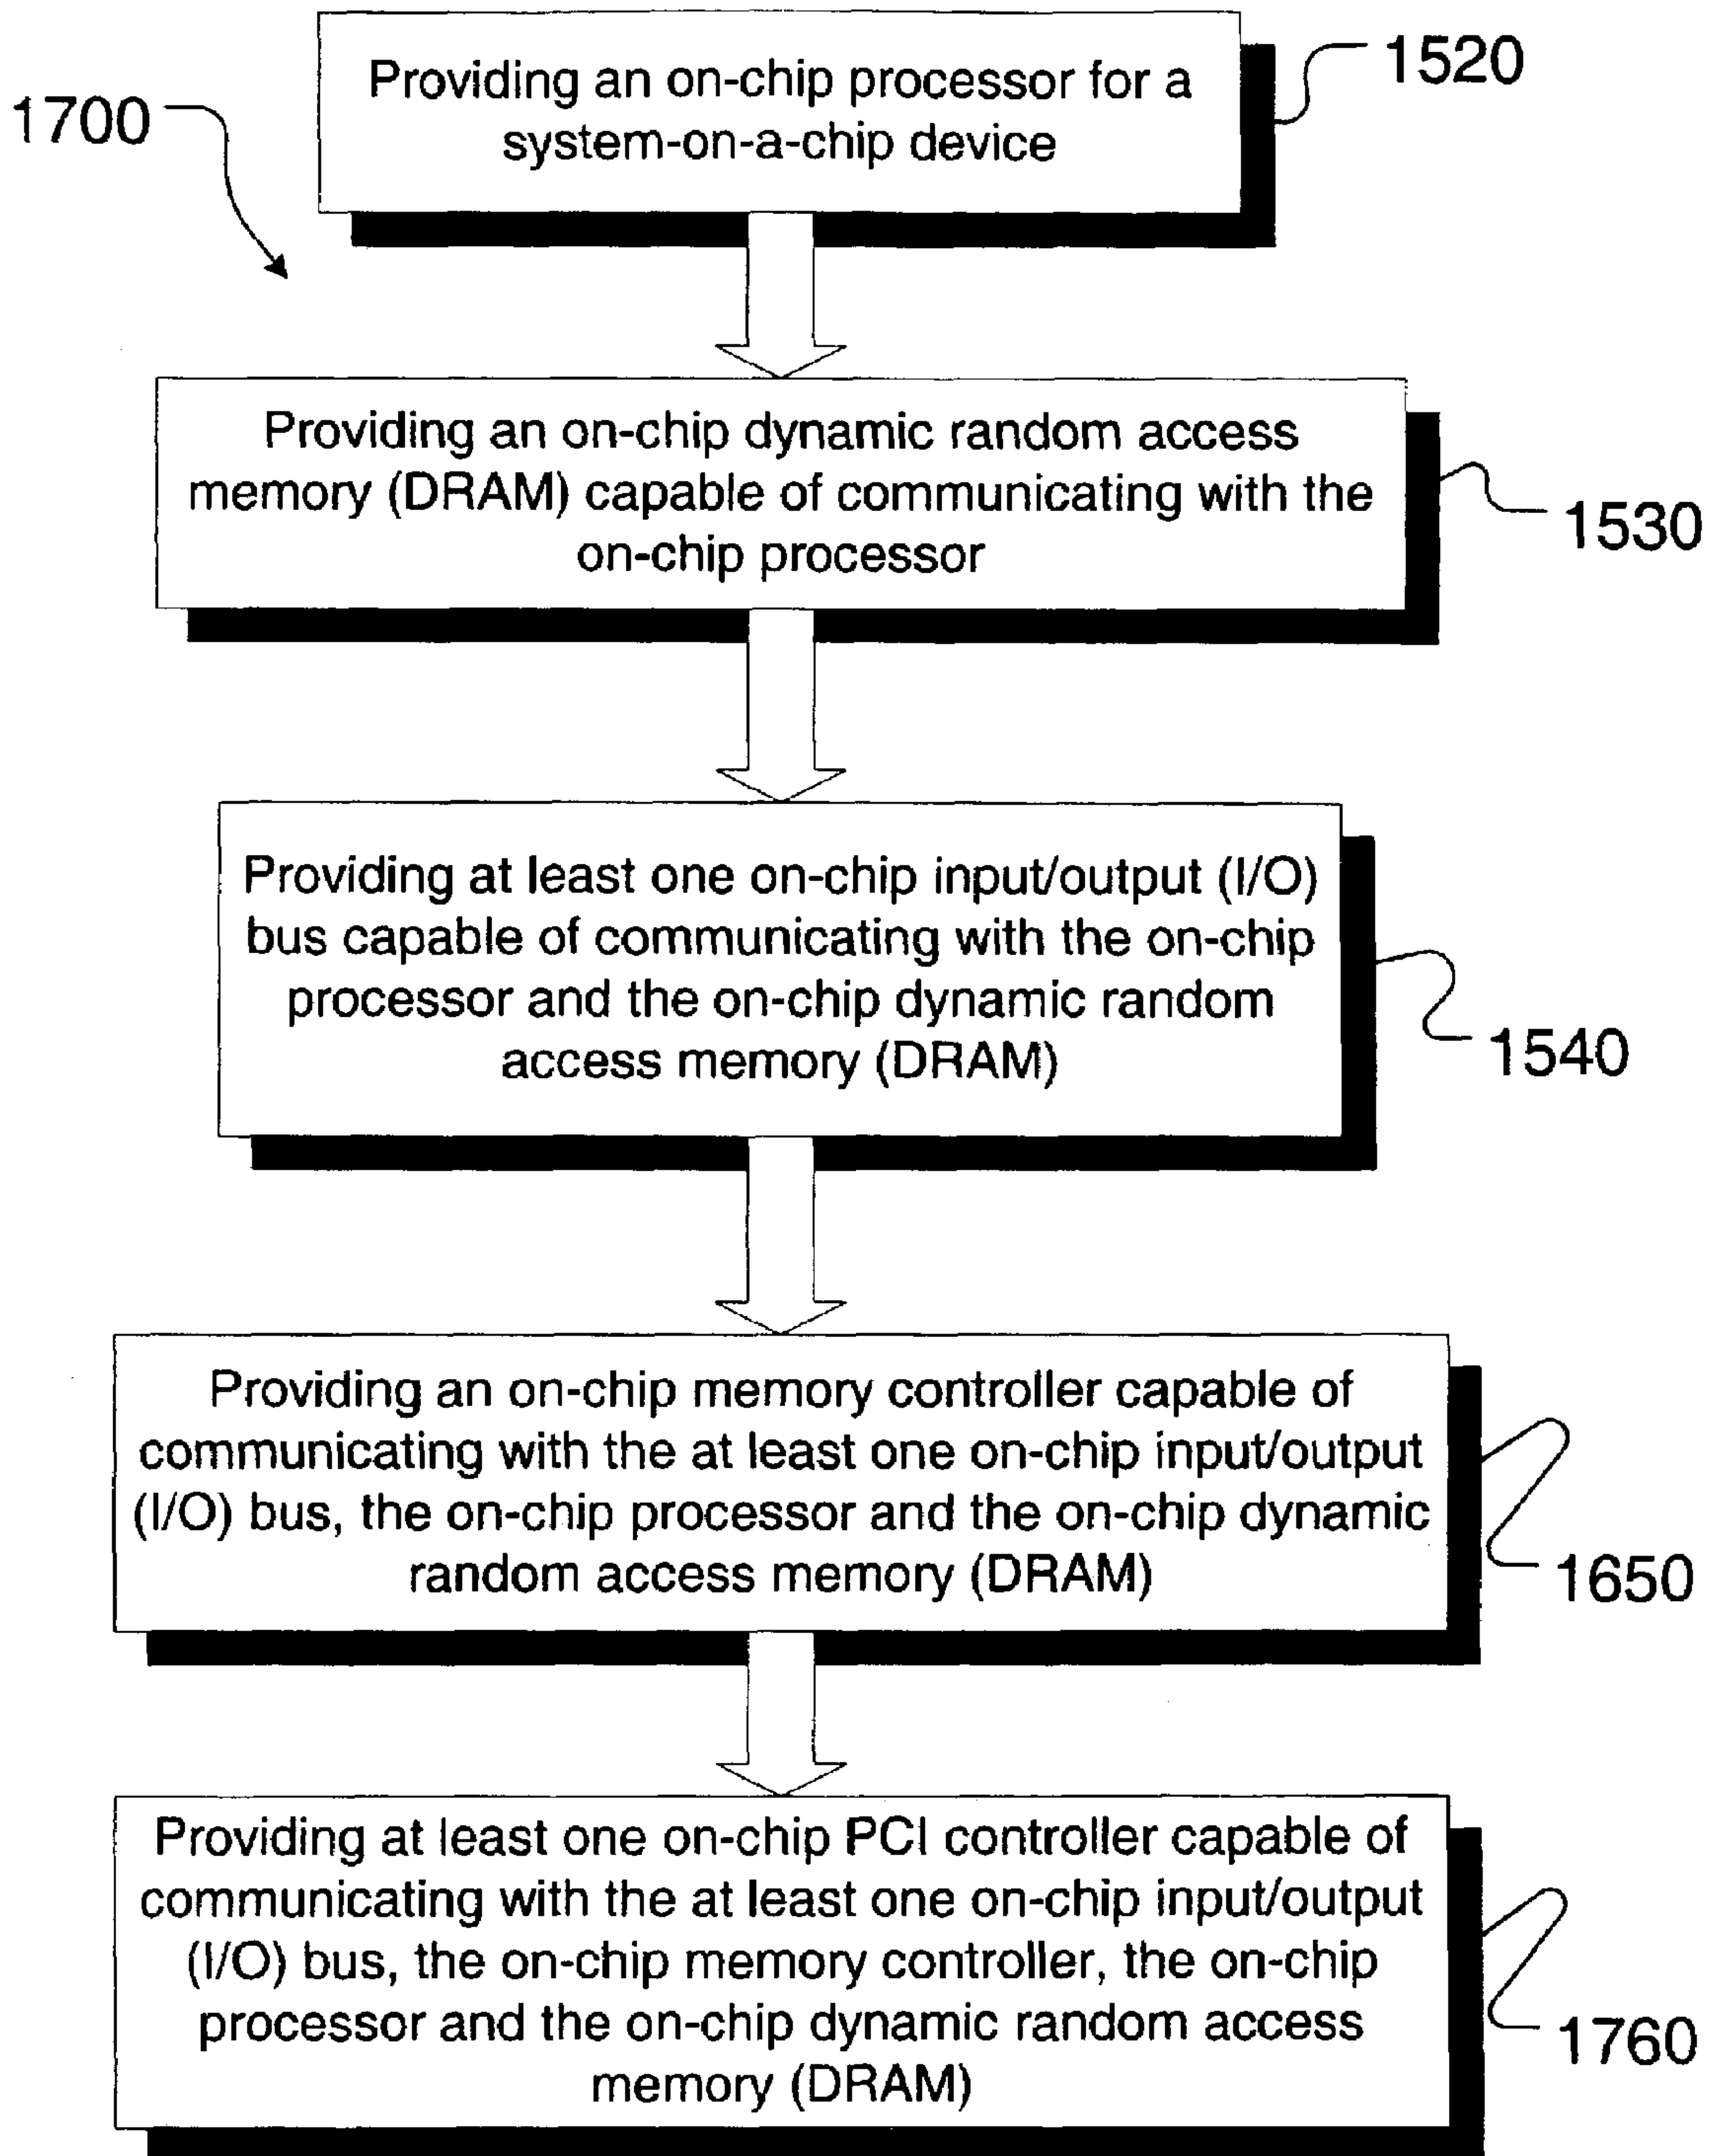 1700
Providing an on-chip processor for a
system-on-a-chip device
1520
Providing an on-chip dynamic random access
memory (DRAM) capable of communicating with the
on-chip processor
1530
Providing at least one on-chip input/output (I/O)
bus capable of communicating with the on-chip
processor and the on-chip dynamic random
access memory (DRAM)
1540
Providing an on-chip memory controller capable of
communicating with the at least one on-chip input/output
(I/O) bus, the on-chip processor and the on-chip dynamic
random access memory (DRAM)
1650
Providing at least one on-chip PCI controller capable of
communicating with the at least one on-chip input/output
(I/O) bus, the on-chip memory controller, the on-chip
processor and the on-chip dynamic random access
memory (DRAM)
1760